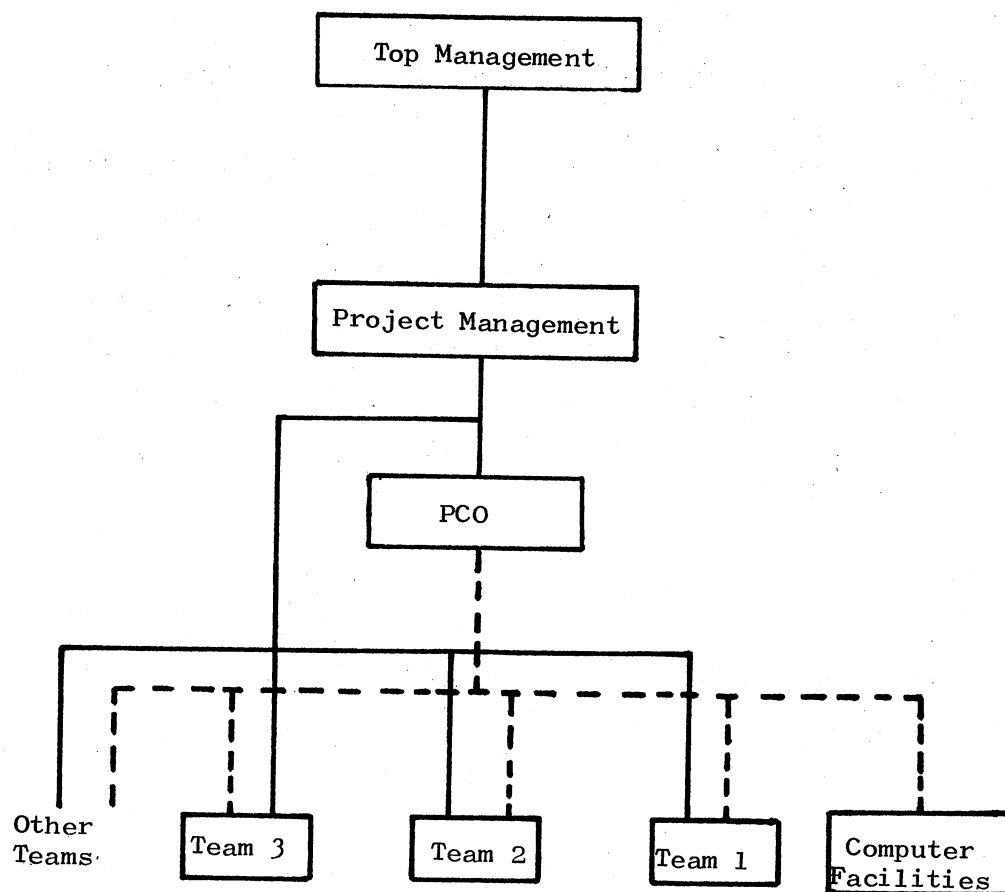 Top Management
Project Management
PCO
Other
Teams
Team 3
Team 2
Team 1
Computer
Facilities